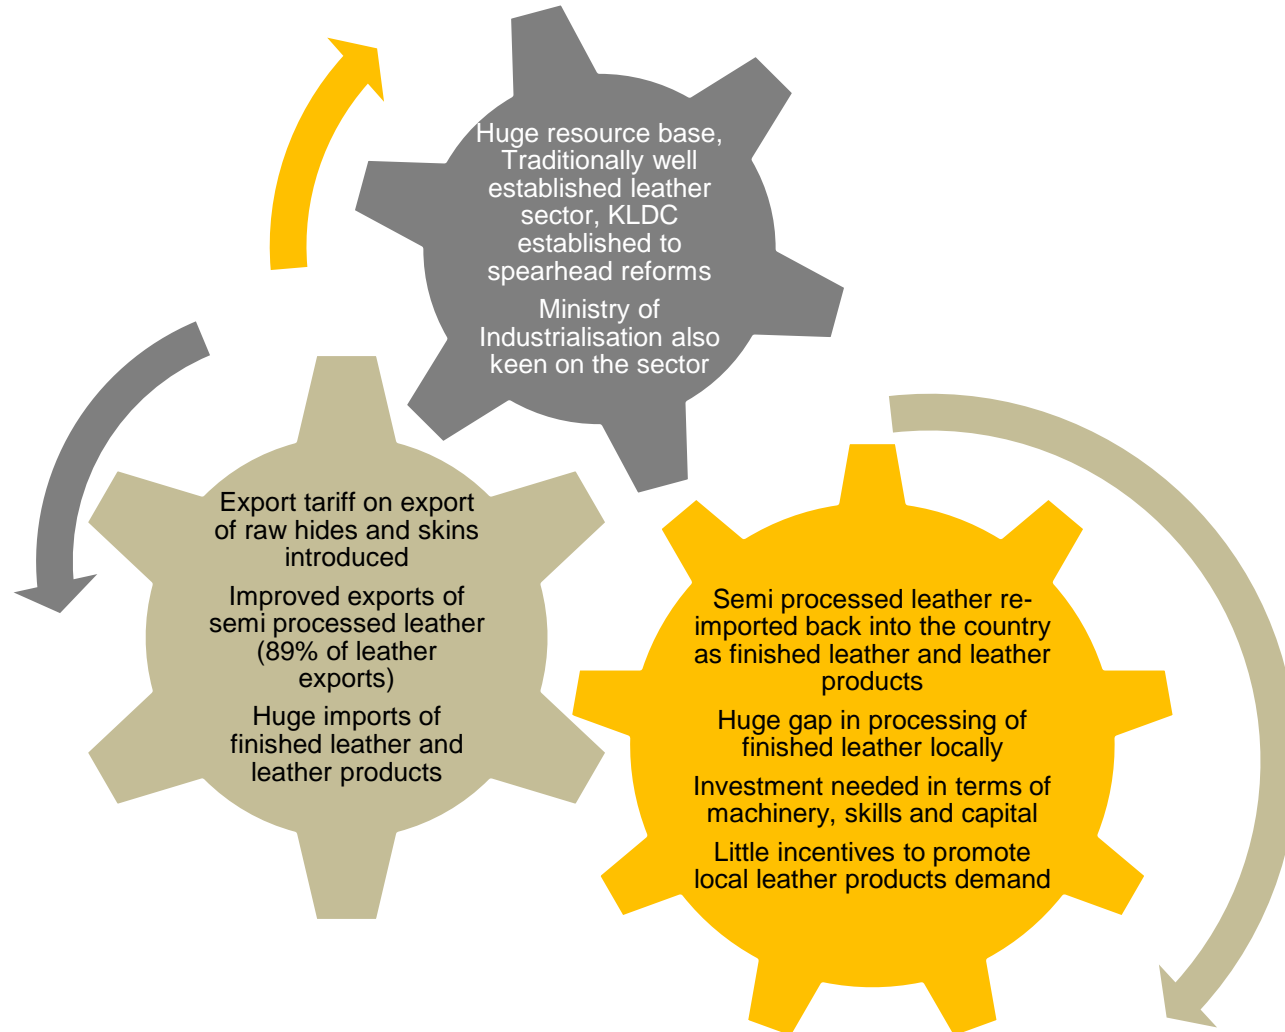 Huge resource base,
Traditionally well
established leather
sector, KLDC
established to
spearhead reforms
Ministry of
Industrialisation also
keen on the sector
Export tariff on export
of raw hides and skins
introduced
Improved exports of
semi processed leather
(89% of leather
exports)
Huge imports of
finished leather and
leather products
Semi processed leather re-
imported back into the country
as finished leather and leather
products
Huge gap in processing of
finished leather locally
Investment needed in terms of
machinery, skills and capital
Little incentives to promote
local leather products demand